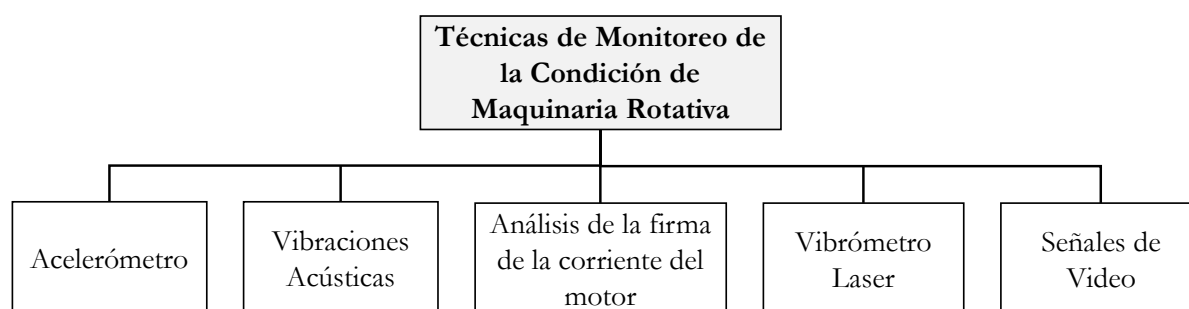 Técnicas de Monitoreo de
la Condición de
Maquinaria Rotativa
Acelerómetro
Vibraciones
Acústicas
Análisis de la firma
de la corriente del
motor
Vibrómetro
Laser
Señales de
Video